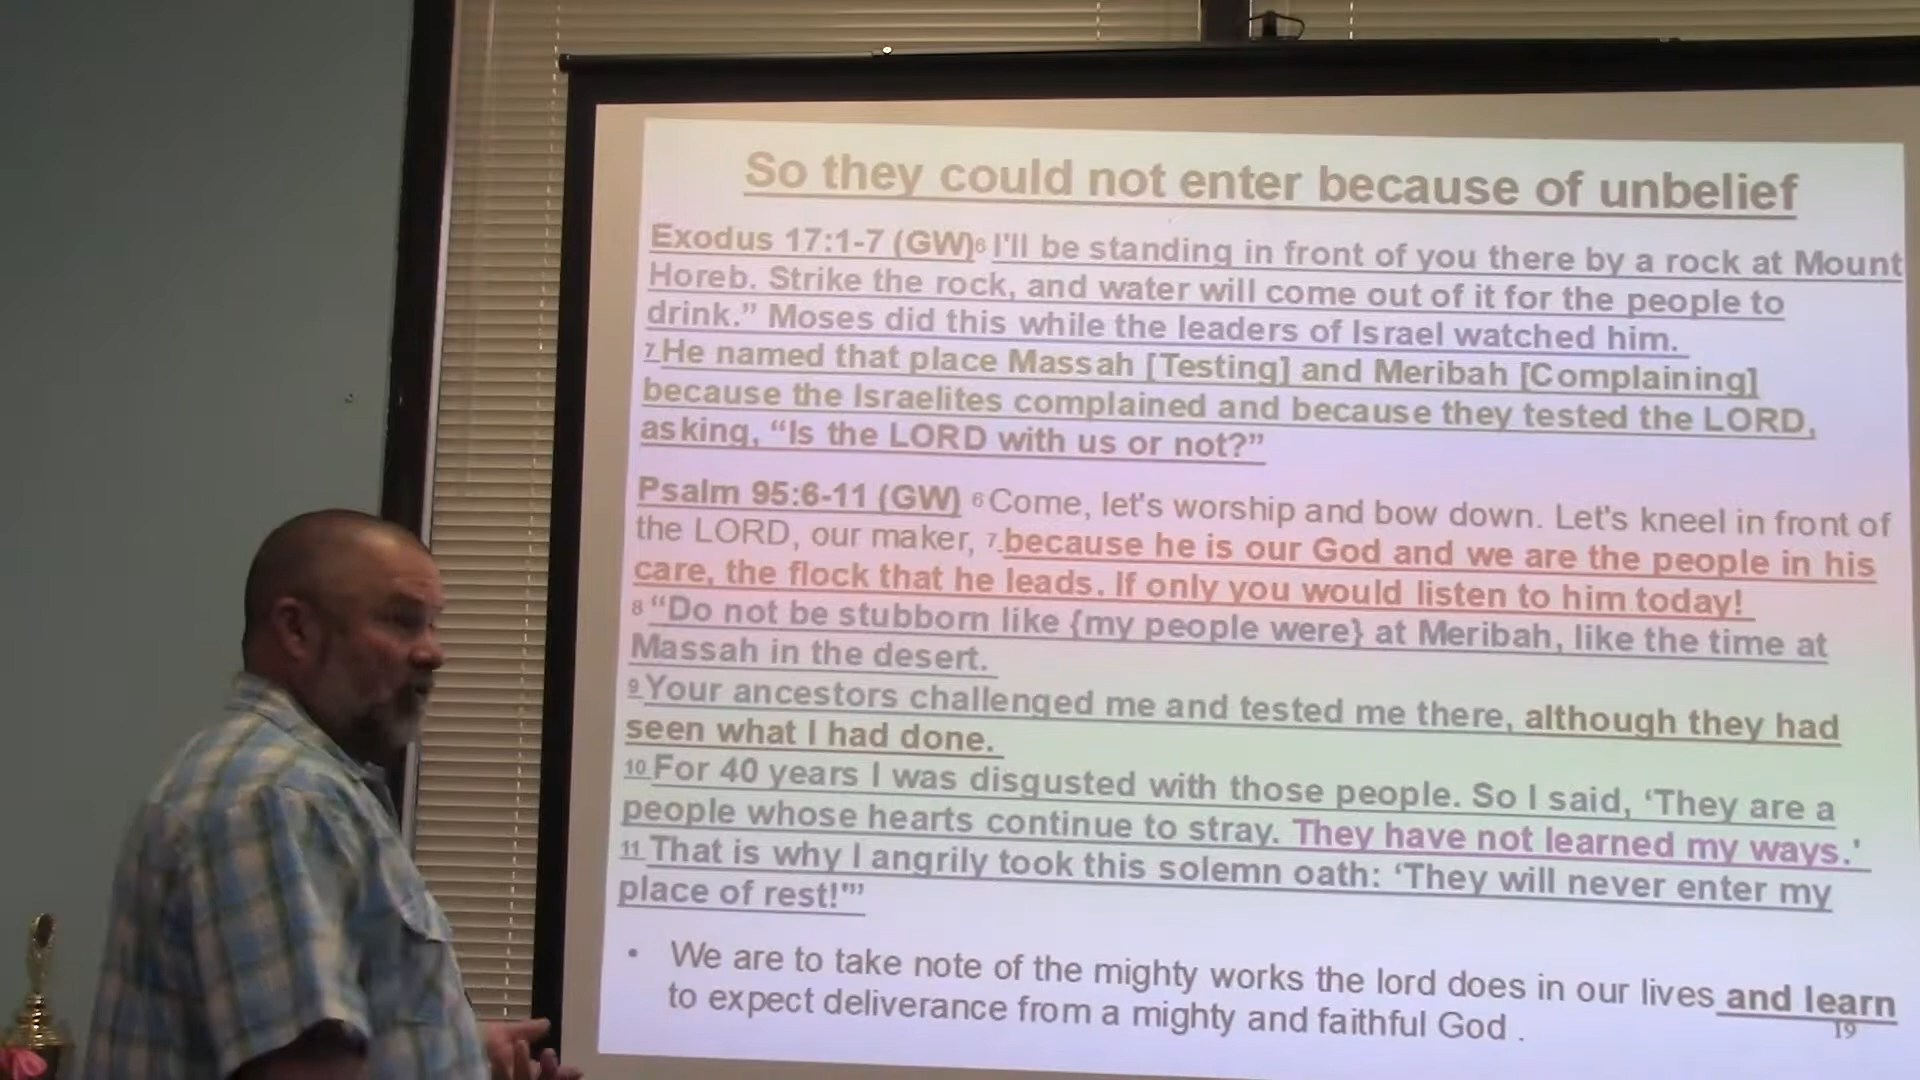 So they could not enter because of unbelief
Exodus 17:1-7 (GW)6 I'll be standing in front of you there by a rock at Mount
Horeb. Strike the rock, and water will come out of it for the people to
drink.” Moses did this while the leaders of Israel watched him.
7 He named that place Massah [Testing] and Meribah [Complaining]
because the Israelites complained and because they tested the LORD,
asking, “Is the LORD with us or not?”
Psalm 95:6-11 (GW) 6 Come, let's worship and bow down. Let's kneel in front of
the LORD, our maker, 7 because he is our God and we are the people in his
care, the flock that he leads. If only you would listen to him today!
8 “Do not be stubborn like {my people were} at Meribah, like the time at
Massah in the desert.
9 Your ancestors challenged me and tested me there, although they had
seen what I had done.
10 For 40 years I was disgusted with those people. So I said, ‘They are a
people whose hearts continue to stray. They have not learned my ways.'
11 That is why I angrily took this solemn oath: ‘They will never enter my
place of rest!'”
• We are to take note of the mighty works the lord does in our lives and learn
to expect deliverance from a mighty and faithful God .
19